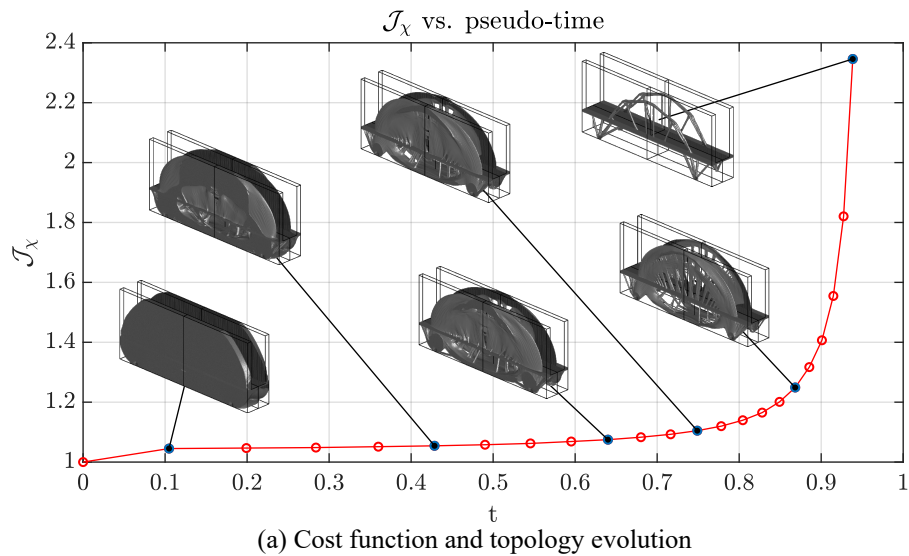 𝒥χ vs. pseudo-time
2.4
2.2
2
1.8
1.6
1.4
1.2
1
𝒥χ
0 0.1 0.2 0.3 0.4 0.5 0.6 0.7 0.8 0.9 1
t
(a) Cost function and topology evolution